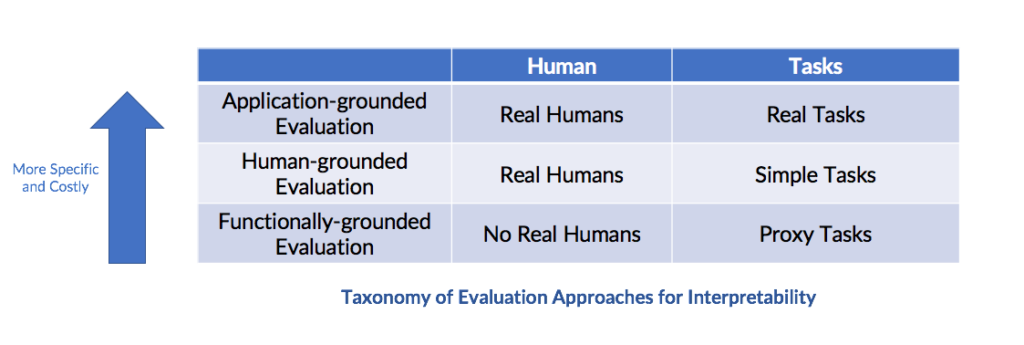 Human Tasks
Application-grounded
Evaluation
Real Humans
Real Tasks
More Specific
and Costly
Human-grounded
Evaluation
Real Humans
Simple Tasks
Functionally-grounded
Evaluation
No Real Humans
Proxy Tasks
Taxonomy of Evaluation Approaches for Interpretability